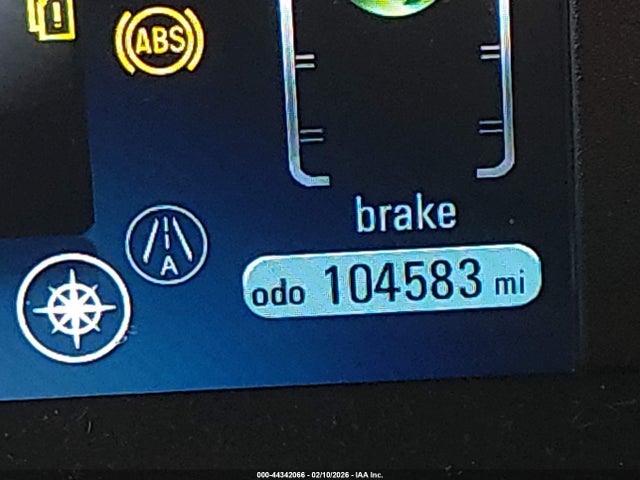 ABS
brake
A
odo 104583 mi
000-44342066 - 02/10/2026 - IAA Inc.